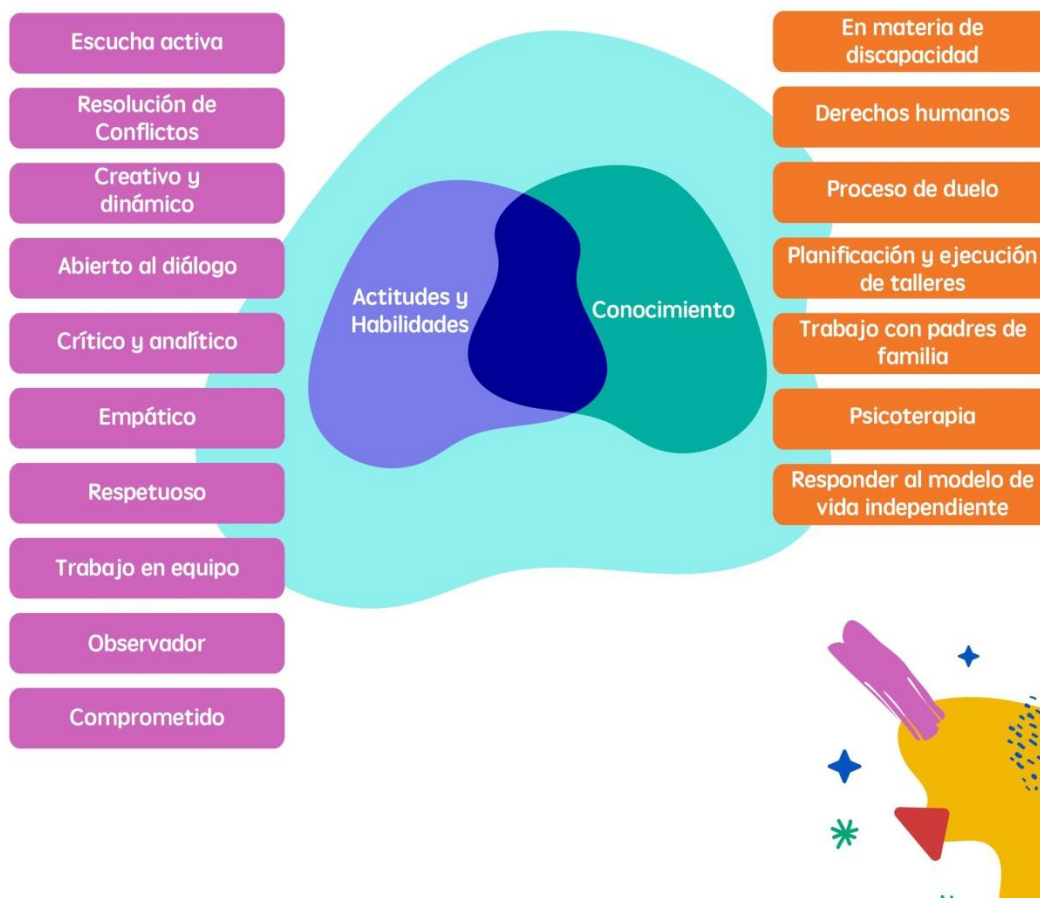 Escucha activa
Resolución de
Conflictos
Creativo y
dinámico
Abierto al diálogo
Crítico y analítico
Empático
Respetuoso
Trabajo en equipo
Observador
Comprometido
Actitudes y
Habilidades
Conocimiento
En materia de
discapacidad
Derechos humanos
Proceso de duelo
Planificación y ejecución
de talleres
Trabajo con padres de
familia
Psicoterapia
Responder al modelo de
vida independiente